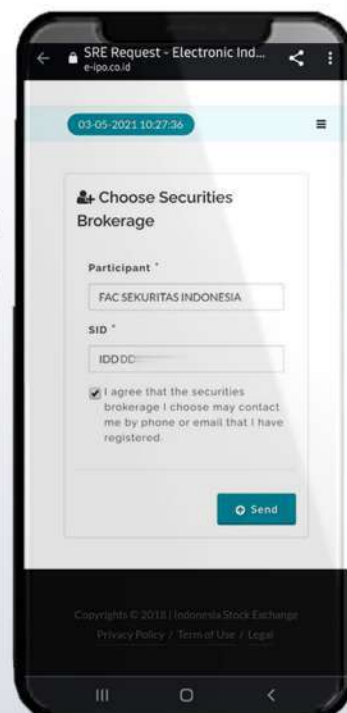 SRE Request - Electronic Ind...
e-ipo.co.id
03-05-2021 10:27:36
Choose Securities
Brokerage
Participant *
FAC SEKURITAS INDONESIA
SID *
IDD DD
I agree that the securities
brokerage I choose may contact
me by phone or email that I have
registered.
Send
Copyrights © 2018 | Indonesia Stock Exchange
Privacy Policy / Term of Use / Legal